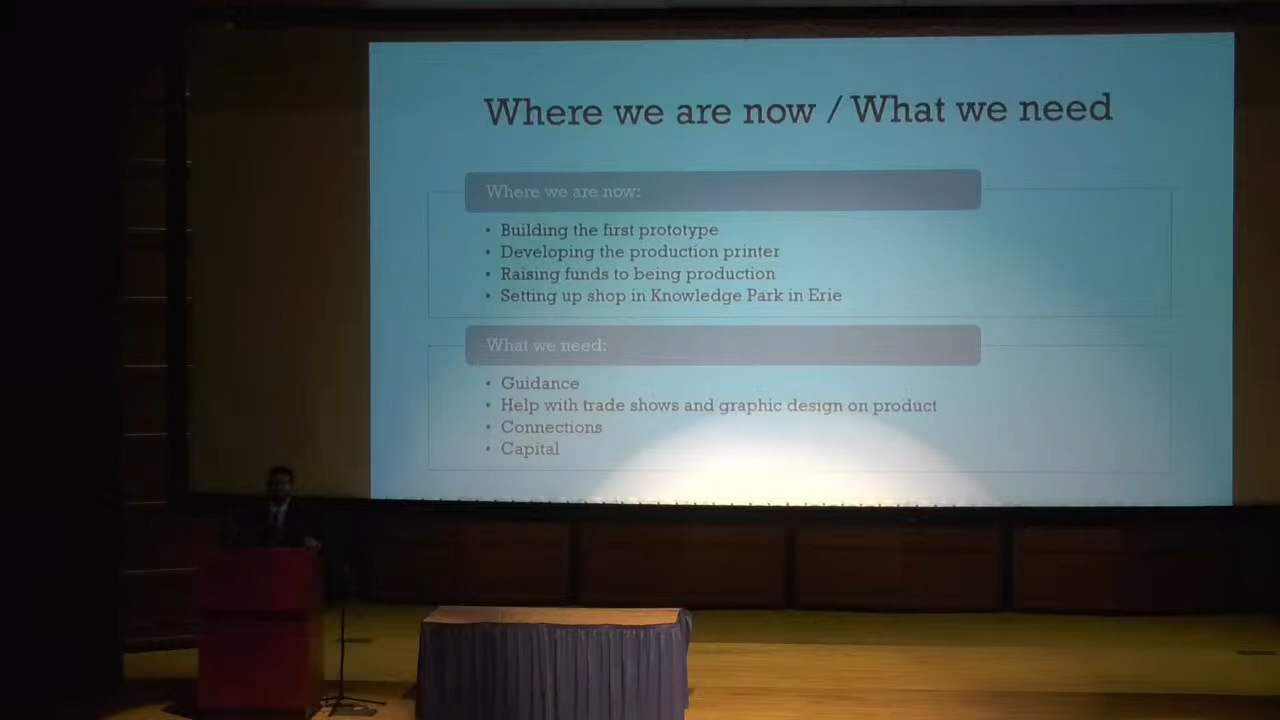 Where we are now / What we need
Where we are now:
• Building the first prototype
• Developing the production printer
• Raising funds to being production
• Setting up shop in Knowledge Park in Erie
What we need:
• Guidance
• Help with trade shows and graphic design on product
• Connections
• Capital